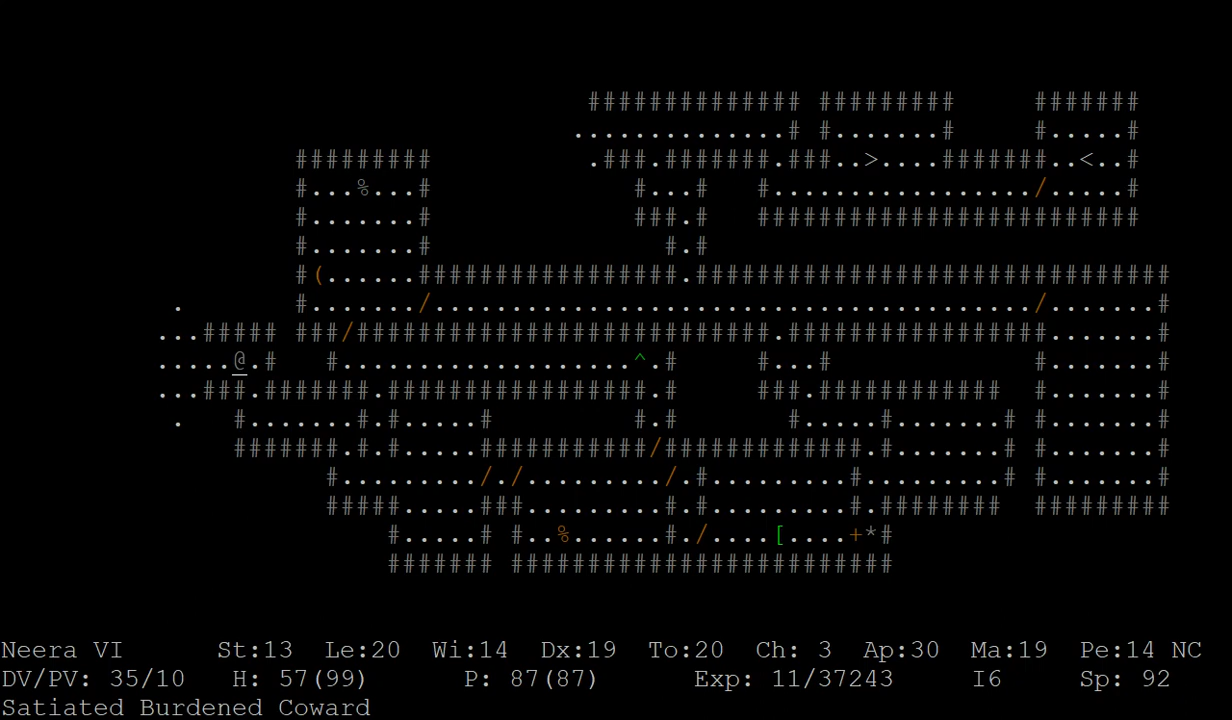 ############## ######### #######
..............# #.......# #.....#
######### .###.#######.###..>....#######..<..#
#...%...# #...# #................./.....#
#.......# ###.# #########################
#.......# #.#
#(......#################.###############################
. #......./......................................../.......#
...##### ###/###########################.#################.......#
.....@.# #...................^.# #...# #.......#
...###.#######.#################.# ###.############ #.......#
. #.......#.#.....# #.# #.....#.......# #.......#
#######.#.#.....###########/#############.#.......# #.......#
#........./../........./.#.........#.........# #.......#
#####.....###..........#.#.........#.######## #########
#.....# #..%......#./....[....+*#
####### #########################
Neera VI St:13 Le:20 Wi:14 Dx:19 To:20 Ch: 3 Ap:30 Ma:19 Pe:14 NC
DV/PV: 35/10 H: 57(99) P: 87(87) Exp: 11/37243 I6 Sp: 92
Satiated Burdened Coward